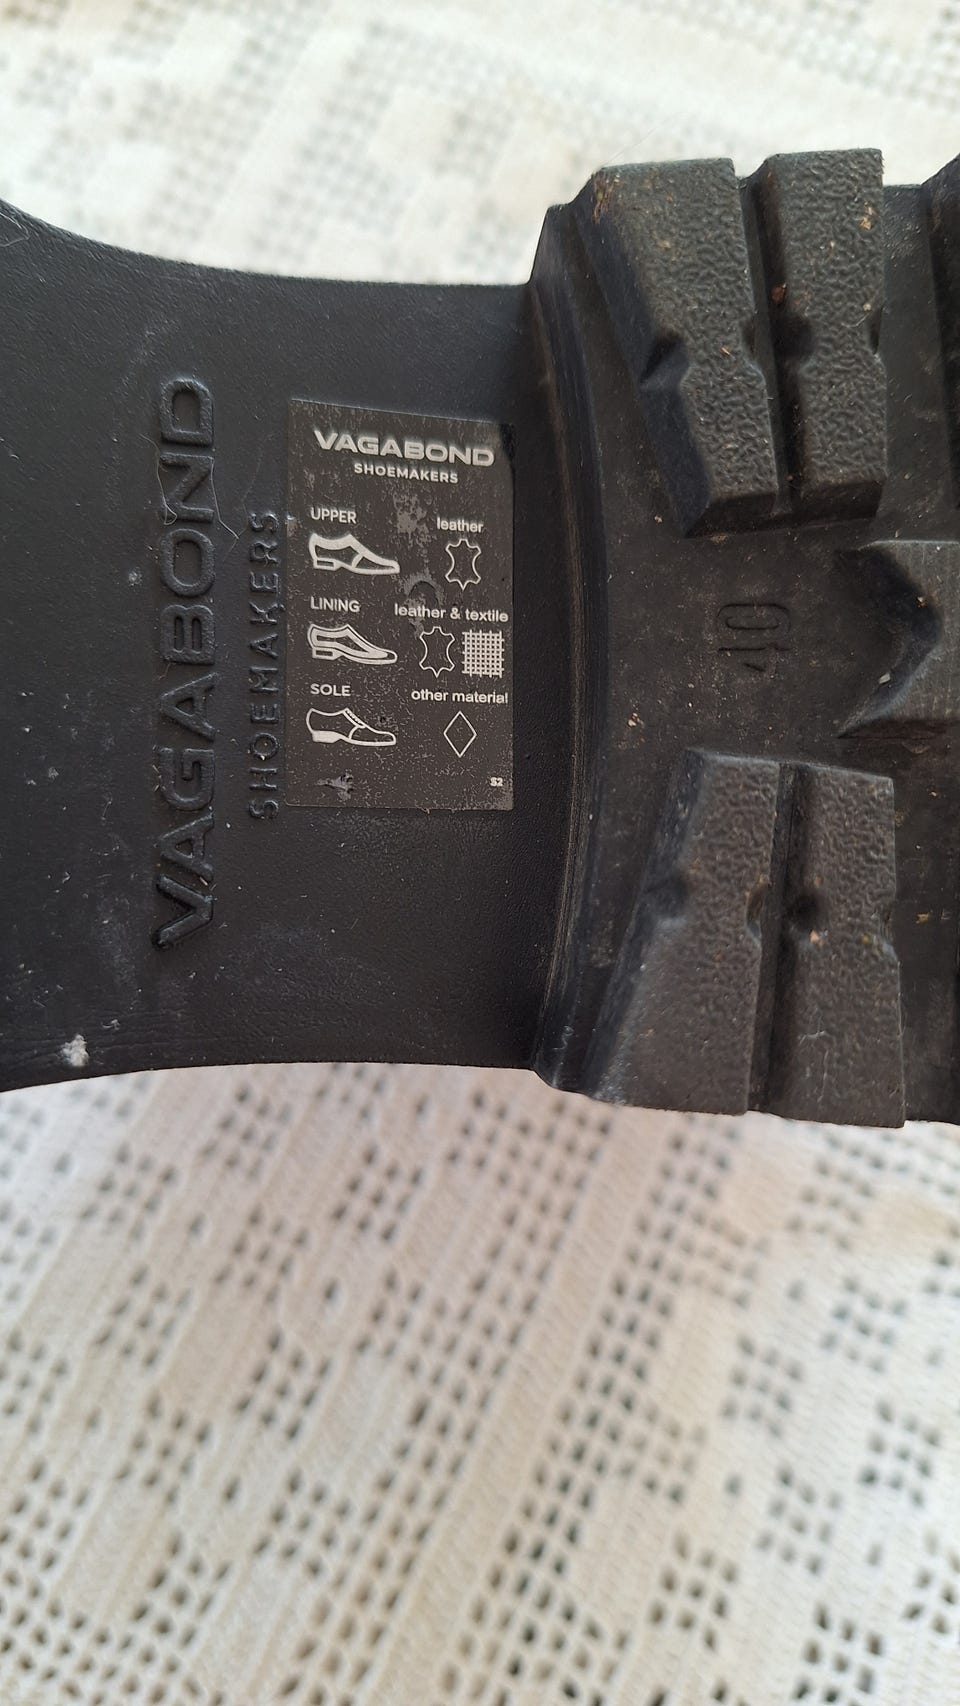 VAGABOND
SHOEMAKERS
VAGABOND
SHOEMAKERS
UPPER
leather
LINING
leather & textile
SOLE
other material
S2
40